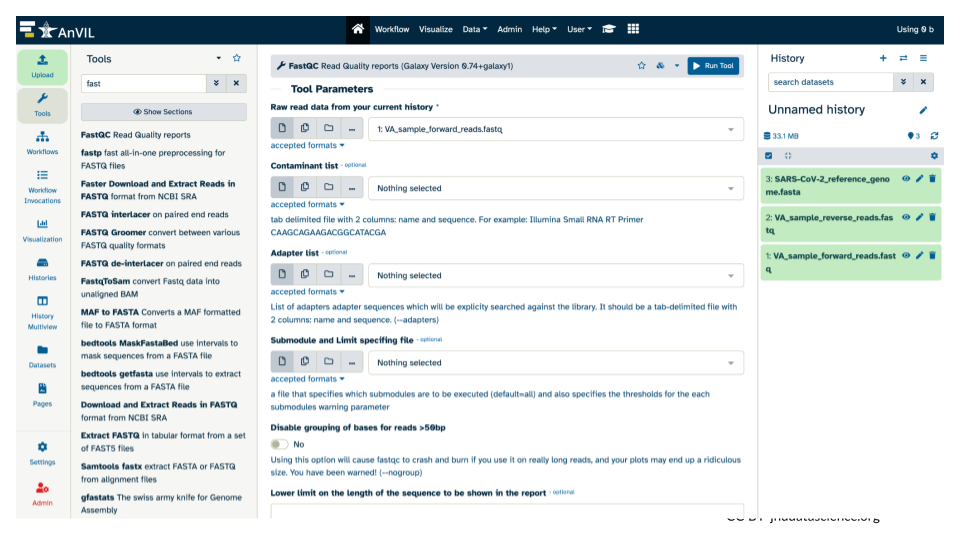 AnVIL
Workflow Visualize Data Admin Help User
Using 0 b
Upload
Tools
Workflows
Workflow
Invocations
Visualization
Histories
History
Multiview
Datasets
Pages
Settings
Admin
Tools
fast
Show Sections
FastQC Read Quality reports
fastp fast all-in-one preprocessing for
FASTQ files
Faster Download and Extract Reads in
FASTQ format from NCBI SRA
FASTQ interlacer on paired end reads
FASTQ Groomer convert between various
FASTQ quality formats
FASTQ de-interlacer on paired end reads
FastqToSam convert Fastq data into
unaligned BAM
MAF to FASTA Converts a MAF formatted
file to FASTA format
bedtools MaskFastaBed use intervals to
mask sequences from a FASTA file
bedtools getfasta use intervals to extract
sequences from a FASTA file
Download and Extract Reads in FASTQ
format from NCBI SRA
Extract FASTQ in tabular format from a set
of FAST5 files
Samtools fastx extract FASTA or FASTQ
from alignment files
gfastats The swiss army knife for Genome
Assembly
FastQC Read Quality reports (Galaxy Version 0.74+galaxy1)
Run Tool
Tool Parameters
Raw read data from your current history *
1: VA_sample_forward_reads.fastq
accepted formats
Contaminant list - optional
Nothing selected
accepted formats
tab delimited file with 2 columns: name and sequence. For example: Illumina Small RNA RT Primer
CAAGCAGAAGACGGCATACGA
Adapter list - optional
Nothing selected
accepted formats
List of adapters adapter sequences which will be explicity searched against the library. It should be a tab-delimited file with
2 columns: name and sequence. (--adapters)
Submodule and Limit specifing file - optional
Nothing selected
accepted formats
a file that specifies which submodules are to be executed (default=all) and also specifies the thresholds for the each
submodules warning parameter
Disable grouping of bases for reads >50bp
No
Using this option will cause fastqc to crash and burn if you use it on really long reads, and your plots may end up a ridiculous
size. You have been warned! (--nogroup)
Lower limit on the length of the sequence to be shown in the report - optional
History
search datasets
Unnamed history
33.1 MB
3
3: SARS-CoV-2_reference_geno
me.fasta
2: VA_sample_reverse_reads.fas
tq
1: VA_sample_forward_reads.fast
q
CC BY jhudatascience.org